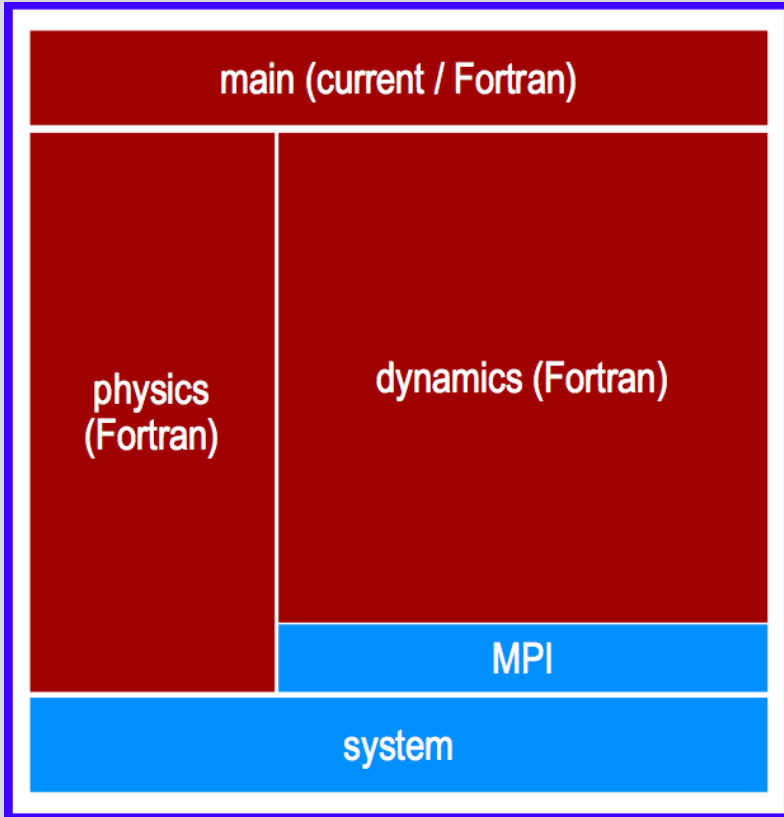 main (current / Fortran)
physics
(Fortran)
dynamics (Fortran)
MPI
system